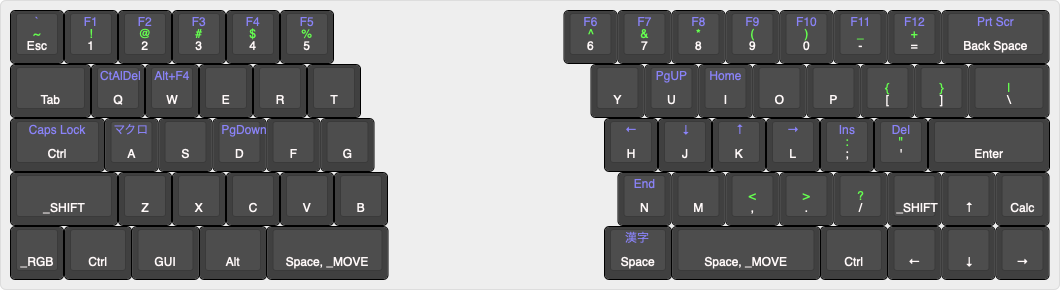 ` F1 F2 F3 F4 F5 F6 F7 F8 F9 F10 F11 F12 Prt Scr
~ ! @ # $ % ^ & * ( ) _ +
Esc 1 2 3 4 5 6 7 8 9 0 - = Back Space
CtAlDel Alt+F4 PgUP Home
{ } |
Tab Q W E R T Y U I O P [ ] \
Caps Lock マクロ PgDown ← ↓ ↑ → Ins Del
: "
Ctrl A S D F G H J K L ; ' Enter
End
< > ?
_SHIFT Z X C V B N M , . / _SHIFT ↑ Calc
漢字
_RGB Ctrl GUI Alt Space, _MOVE Space Space, _MOVE Ctrl ← ↓ →